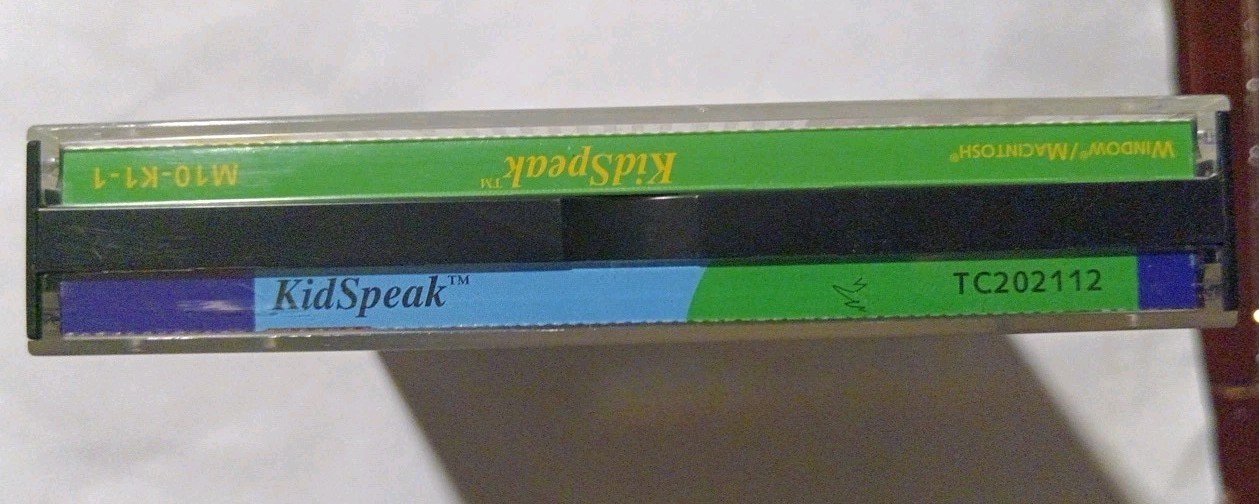 WINDOW®/MACINTOSH® KidSpeak™ M10-K1-1
KidSpeak™ TC202112